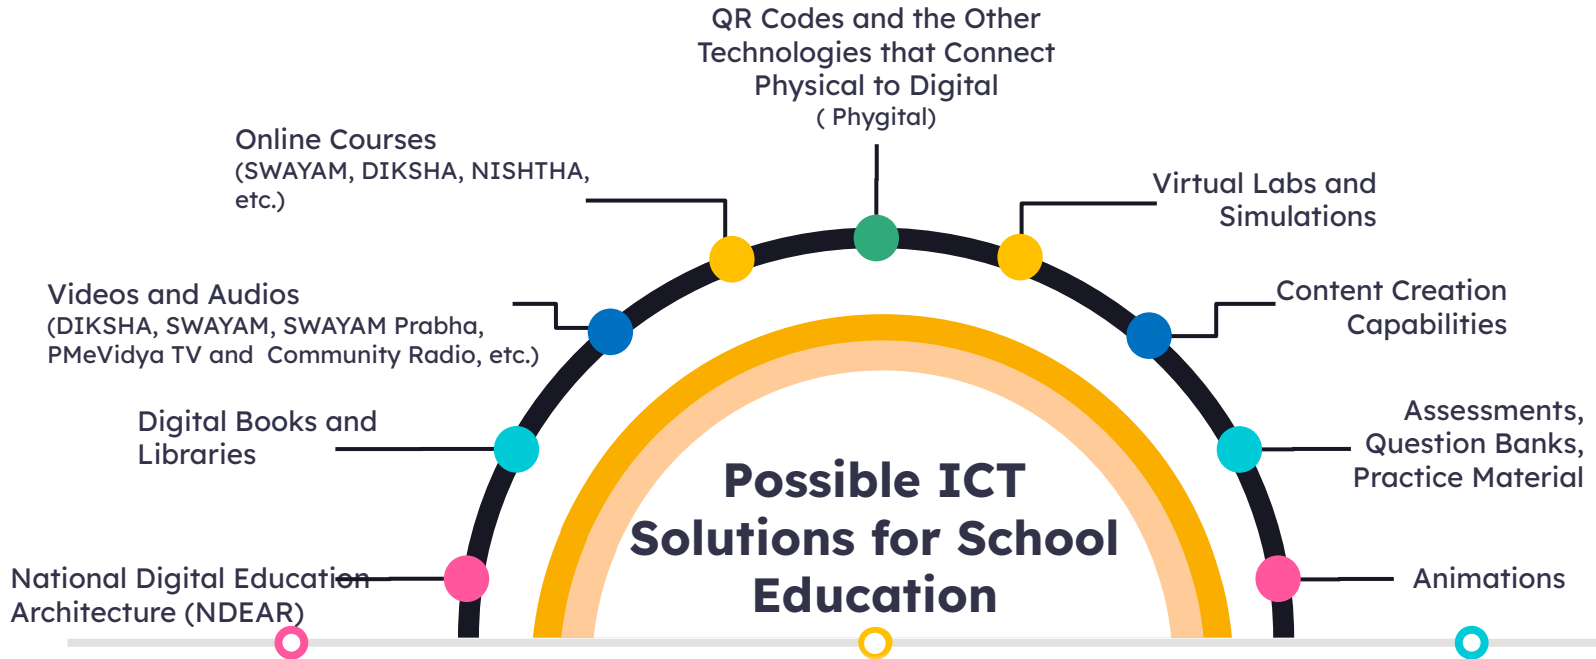 QR Codes and the Other
Technologies that Connect
Physical to Digital
( Phygital)
Online Courses
(SWAYAM, DIKSHA, NISHTHA,
etc.)
Virtual Labs and
Simulations
Videos and Audios
(DIKSHA, SWAYAM, SWAYAM Prabha,
PMeVidya TV and Community Radio, etc.)
Content Creation
Capabilities
Digital Books and
Libraries
Assessments,
Question Banks,
Practice Material
National Digital Education
Architecture (NDEAR)
Animations
Possible ICT
Solutions for School
Education